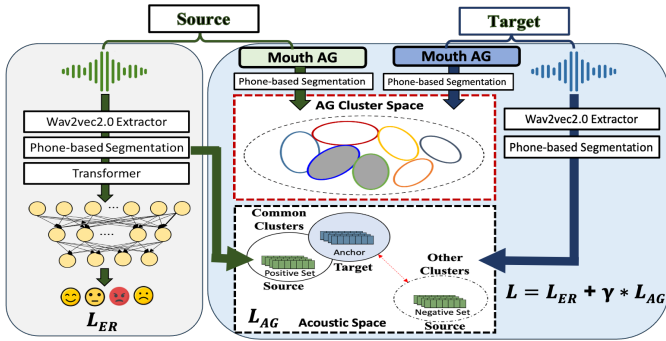 Source
Target
Mouth AG
Mouth AG
Phone-based Segmentation
Phone-based Segmentation
AG Cluster Space
Wav2vec2.0 Extractor
Phone-based Segmentation
Transformer
Wav2vec2.0 Extractor
Phone-based Segmentation
Common
Clusters
Anchor
Target
Positive Set
Source
Other
Clusters
Negative Set
Source
L_AG
Acoustic Space
L_ER
L = L_ER + γ * L_AG